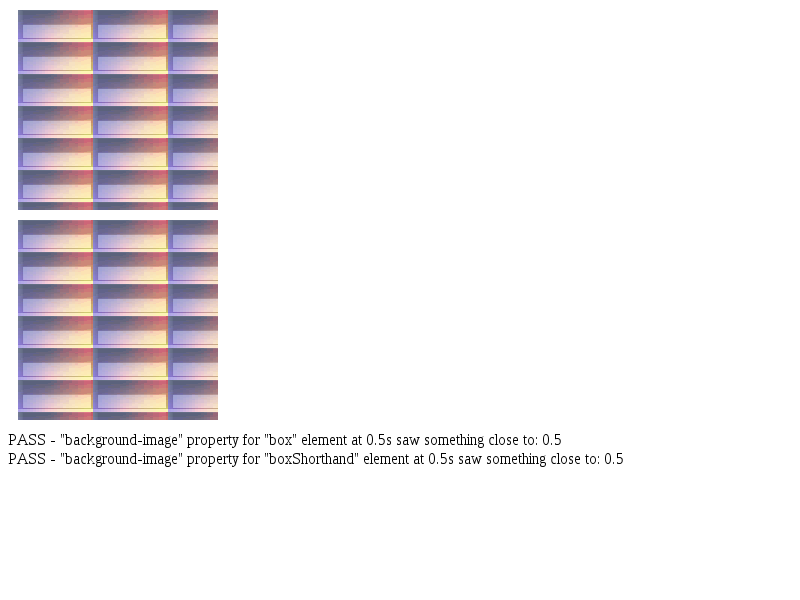 PASS - "background-image" property for "box" element at 0.5s saw something close to: 0.5
PASS - "background-image" property for "boxShorthand" element at 0.5s saw something close to: 0.5